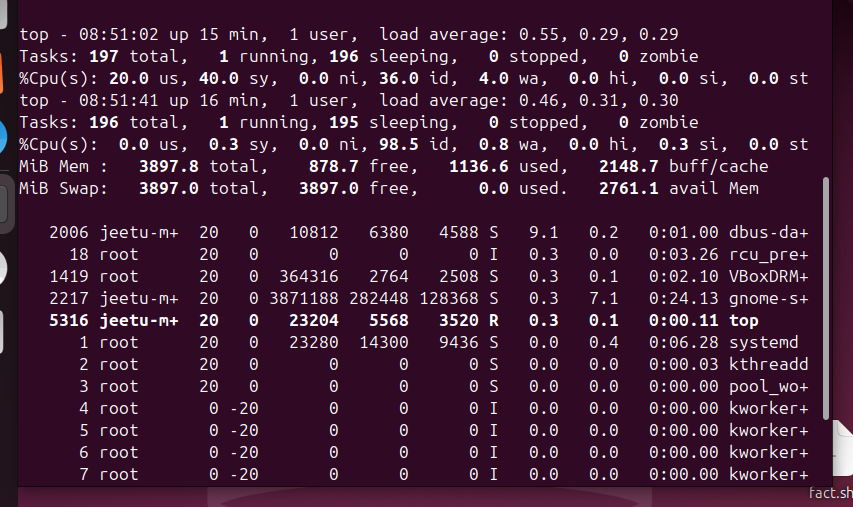 top - 08:51:02 up 15 min,  1 user,  load average: 0.55, 0.29, 0.29
Tasks: 197 total,   1 running, 196 sleeping,   0 stopped,   0 zombie
%Cpu(s): 20.0 us, 40.0 sy,  0.0 ni, 36.0 id,  4.0 wa,  0.0 hi,  0.0 si,  0.0 st
top - 08:51:41 up 16 min,  1 user,  load average: 0.46, 0.31, 0.30
Tasks: 196 total,   1 running, 195 sleeping,   0 stopped,   0 zombie
%Cpu(s):  0.0 us,  0.3 sy,  0.0 ni, 98.5 id,  0.8 wa,  0.0 hi,  0.3 si,  0.0 st
MiB Mem :   3897.8 total,    878.7 free,   1136.6 used,   2148.7 buff/cache
MiB Swap:   3897.0 total,   3897.0 free,      0.0 used.   2761.1 avail Mem
2006 jeetu-m+  20   0   10812   6380   4588 S   9.1   0.2   0:01.00 dbus-da+
18 root      20   0       0      0      0 I   0.3   0.0   0:03.26 rcu_pre+
1419 root      20   0  364316   2764   2508 S   0.3   0.1   0:02.10 VBoxDRM+
2217 jeetu-m+  20   0 3871188 282448 128368 S   0.3   7.1   0:24.13 gnome-s+
5316 jeetu-m+  20   0   23204   5568   3520 R   0.3   0.1   0:00.11 top
1 root      20   0   23280  14300   9436 S   0.0   0.4   0:06.28 systemd
2 root      20   0       0      0      0 S   0.0   0.0   0:00.03 kthreadd
3 root      20   0       0      0      0 S   0.0   0.0   0:00.00 pool_wo+
4 root       0 -20       0      0      0 I   0.0   0.0   0:00.00 kworker+
5 root       0 -20       0      0      0 I   0.0   0.0   0:00.00 kworker+
6 root       0 -20       0      0      0 I   0.0   0.0   0:00.00 kworker+
7 root       0 -20       0      0      0 I   0.0   0.0   0:00.00 kworker+
fact.sh